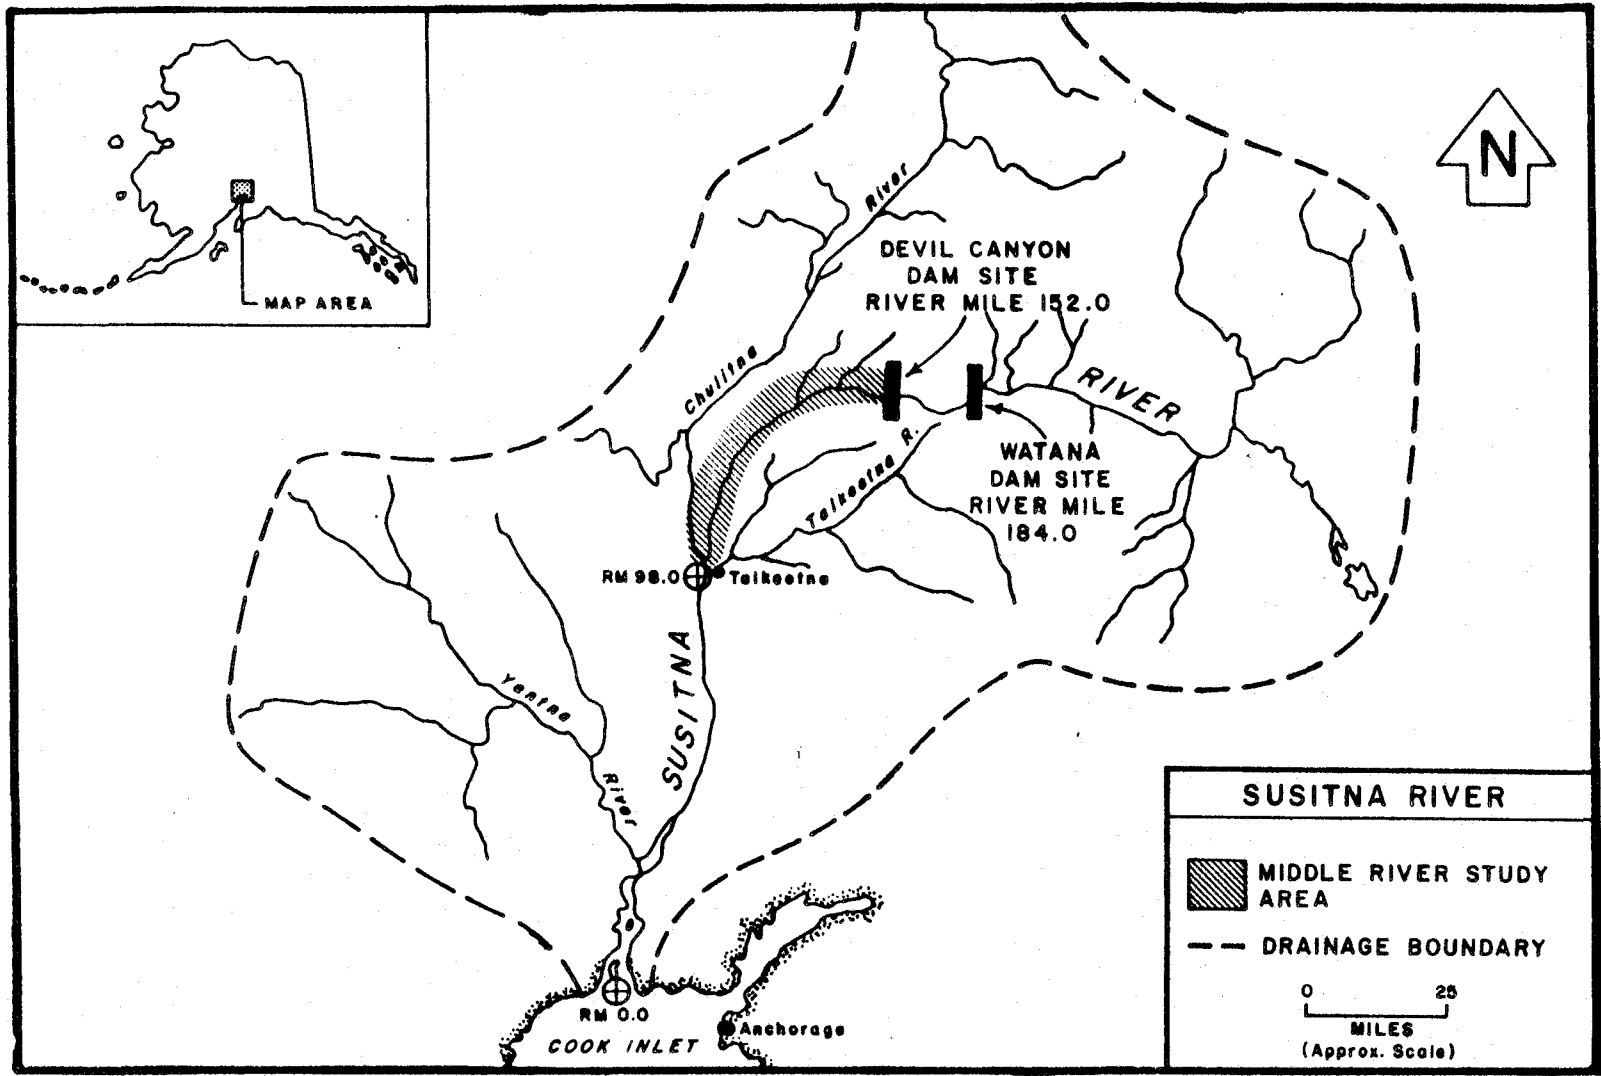 MAP AREA
N
River
DEVIL CANYON
DAM SITE
RIVER MILE 152.0
Chulitna
RIVER
Talkeetna R.
WATANA
DAM SITE
RIVER MILE
184.0
RM 98.0
Talkeetna
SUSITNA
Yentna
River
RM 0.0
COOK INLET
Anchorage
SUSITNA RIVER
MIDDLE RIVER STUDY
AREA
DRAINAGE BOUNDARY
0 25
MILES
(Approx. Scale)